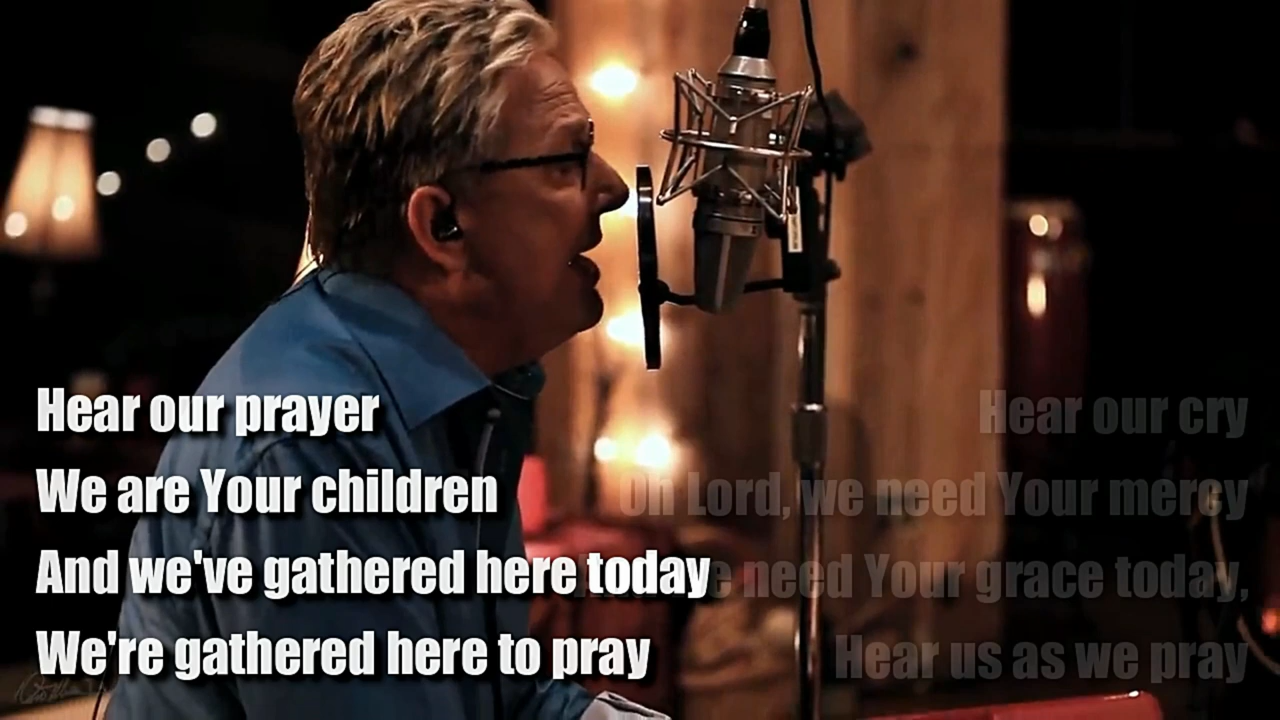 Hear our prayer
We are Your children
And we've gathered here today
We're gathered here to pray
Hear our cry
Oh Lord, we need Your mercy
need Your grace today,
Hear us as we pray